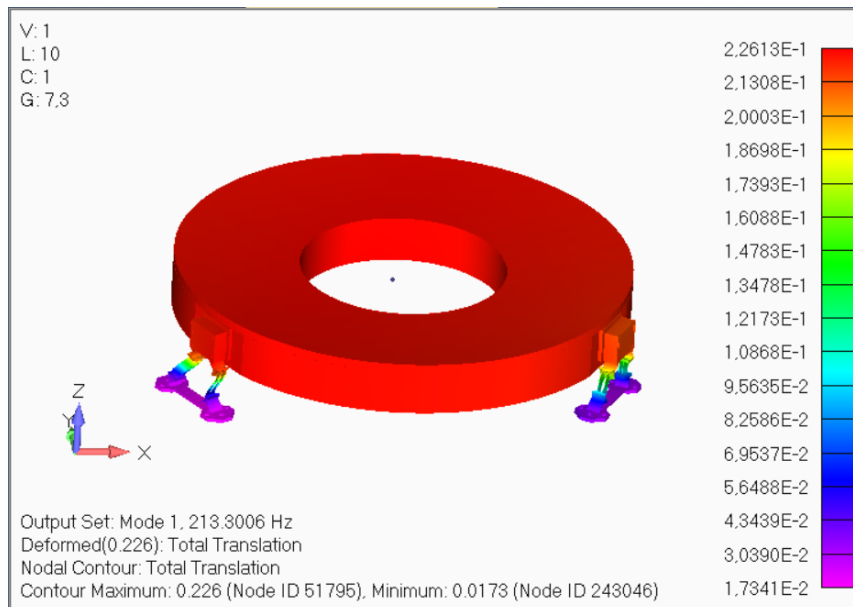 V: 1
L: 10
C: 1
G: 7,3
2,2613E-1
2,1308E-1
2,0003E-1
1,8698E-1
1,7393E-1
1,6088E-1
1,4783E-1
1,3478E-1
1,2173E-1
1,0868E-1
9,5635E-2
8,2586E-2
6,9537E-2
5,6488E-2
4,3439E-2
3,0390E-2
1,7341E-2
Z
Y
X
Output Set: Mode 1, 213.3006 Hz
Deformed(0.226): Total Translation
Nodal Contour: Total Translation
Contour Maximum: 0.226 (Node ID 51795), Minimum: 0.0173 (Node ID 243046)